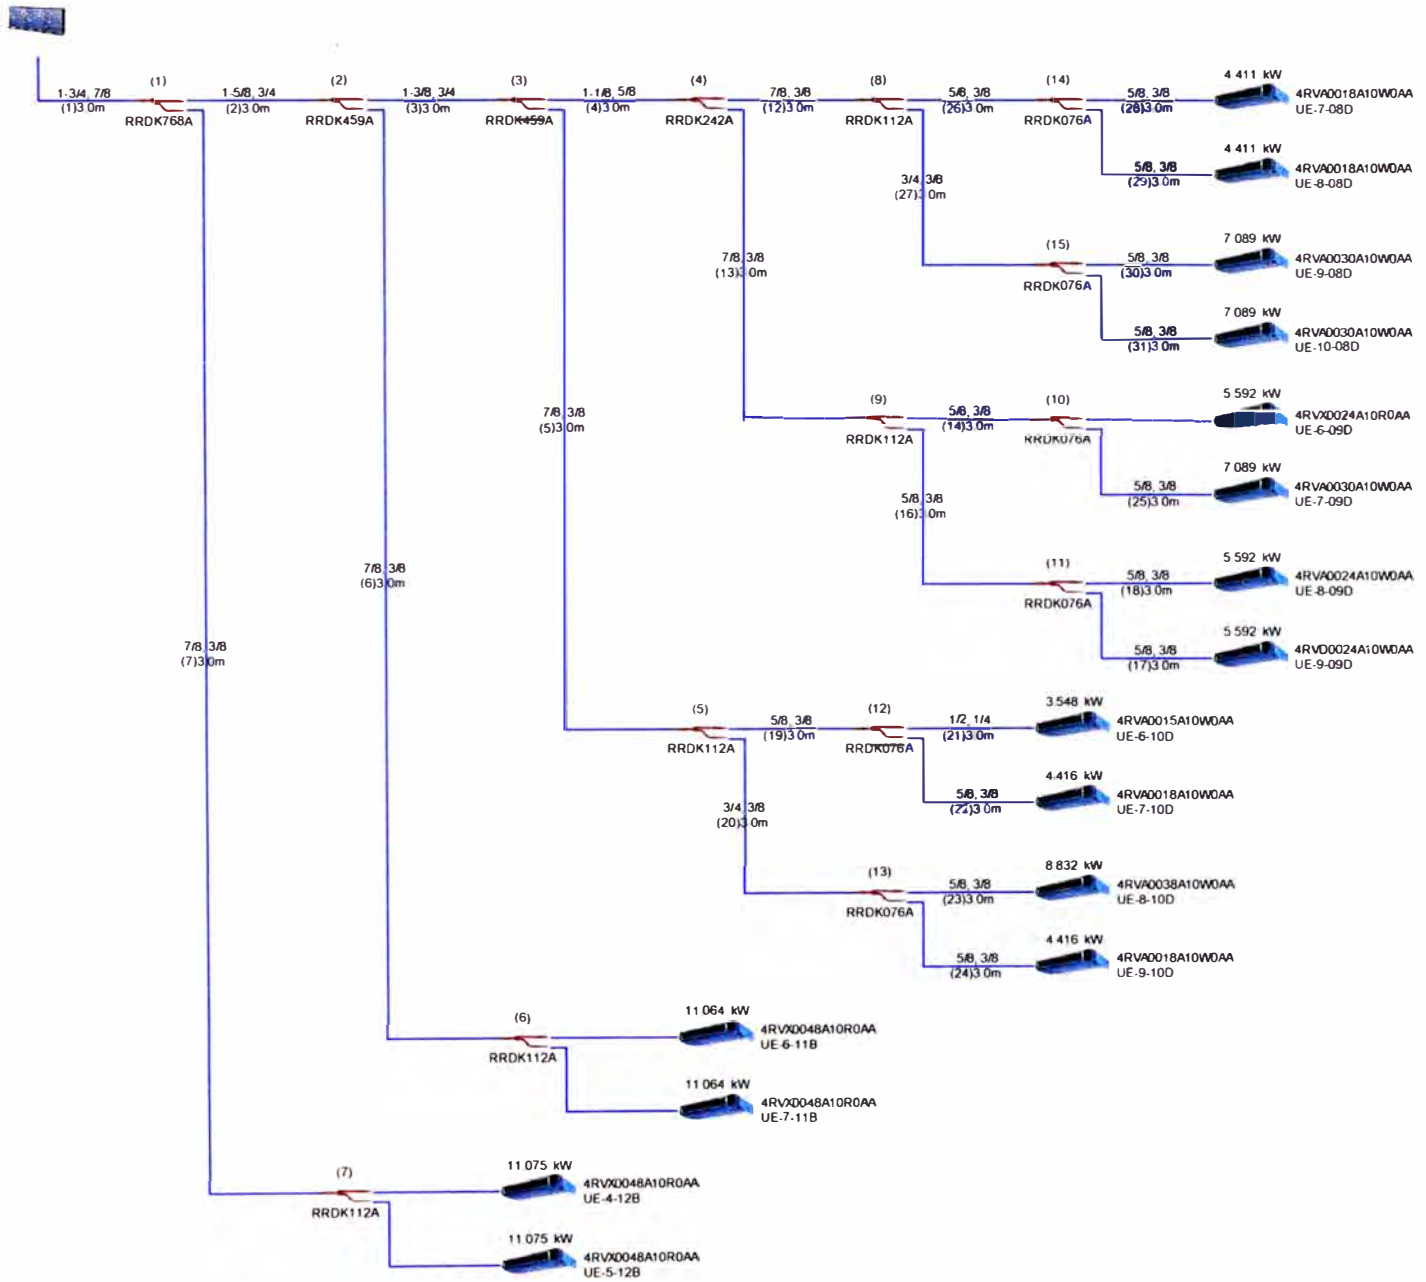 (1)
(2)
(3)
(4)
(8)
(14)
4 411 kW
1-3/4, 7/8
(1)3.0m
RRDK768A
1-5/8, 3/4
(2)3 0m
RRDK459A
1-3/8, 3/4
(3)3.0m
RRDK459A
1-1/8, 5/8
(4)3.0m
RRDK242A
7/8, 3/8
(12)3.0m
RRDK112A
5/8, 3/8
(26)3.0m
RRDK076A
5/8, 3/8
(28)3.0m
4RVA0018A10W0AA
UE-7-08D
4 411 kW
3/4, 3/8
(27)3.0m
5/8, 3/8
(29)3.0m
4RVA0018A10W0AA
UE-8-08D
7 089 kW
7/8, 3/8
(13)3.0m
(15)
RRDK076A
5/8, 3/8
(30)3.0m
4RVA0030A10W0AA
UE-9-08D
7 089 kW
5/8, 3/8
(31)3 0m
4RVA0030A10W0AA
UE-10-08D
7/8, 3/8
(5)3.0m
(9)
RRDK112A
5/8, 3/8
(14)3.0m
(10)
RRDK076A
5 592 kW
4RVX0024A10R0AA
UE-6-09D
7 089 kW
5/8, 3/8
(16)3.0m
5/8, 3/8
(25)3.0m
4RVA0030A10W0AA
UE-7-09D
7/8, 3/8
(6)3.0m
(11)
RRDK076A
5 592 kW
5/8, 3/8
(18)3.0m
4RVA0024A10W0AA
UE-8-09D
5 592 kW
7/8, 3/8
(7)3.0m
5/8, 3/8
(17)3.0m
4RVD0024A10W0AA
UE-9-09D
(5)
RRDK112A
5/8, 3/8
(19)3.0m
(12)
RRDK076A
1/2, 1/4
(21)3.0m
3 548 kW
4RVA0015A10W0AA
UE-6-10D
4 416 kW
3/4, 3/8
(20)3.0m
5/8, 3/8
(22)3.0m
4RVA0018A10W0AA
UE-7-10D
(13)
RRDK076A
8 832 kW
5/8, 3/8
(23)3.0m
4RVA0038A10W0AA
UE-8-10D
4 416 kW
5/8, 3/8
(24)3.0m
4RVA0018A10W0AA
UE-9-10D
(6)
RRDK112A
11 064 kW
4RVX0048A10R0AA
UE-6-11B
11 064 kW
4RVX0048A10R0AA
UE-7-11B
(7)
RRDK112A
11 075 kW
4RVX0048A10R0AA
UE-4-12B
11 075 kW
4RVX0048A10R0AA
UE-5-12B